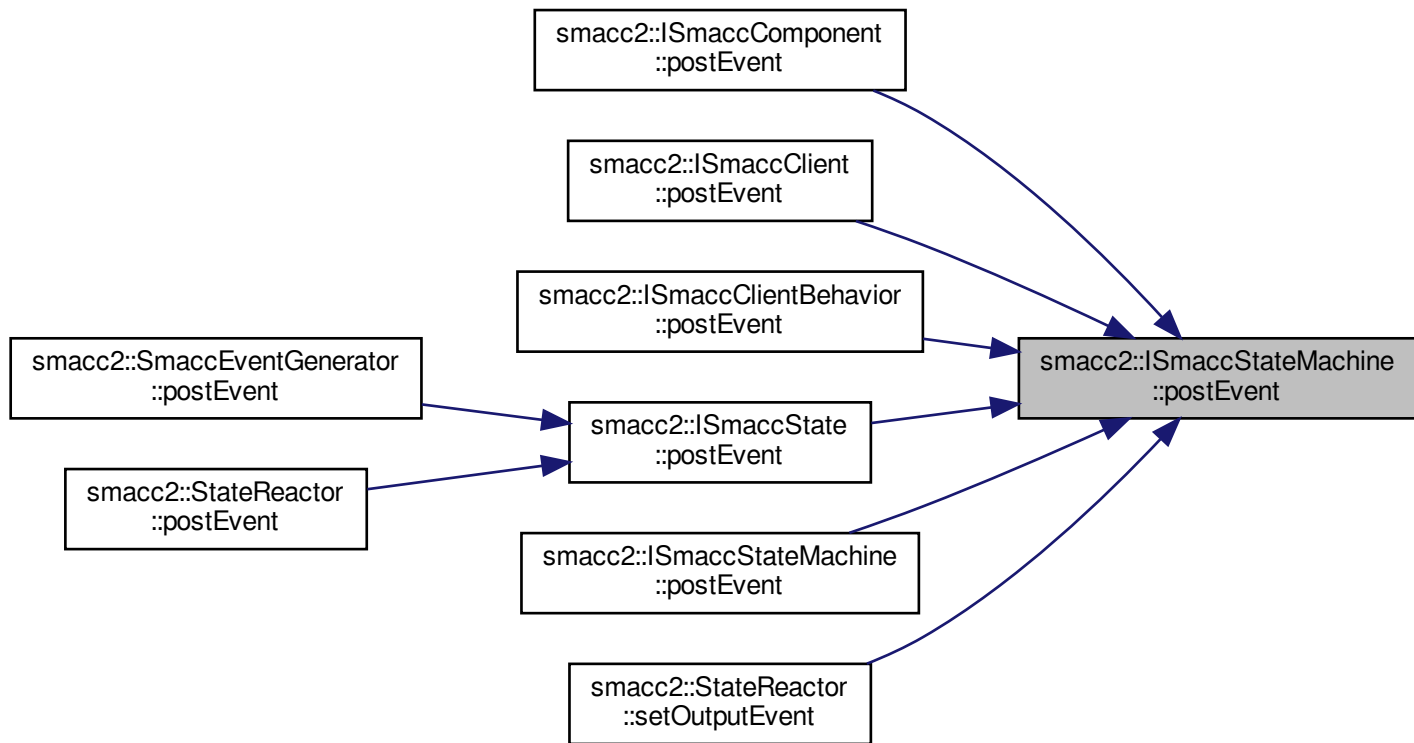 smacc2::ISmaccComponent
::postEvent
smacc2::ISmaccClient
::postEvent
smacc2::ISmaccClientBehavior
::postEvent
smacc2::SmaccEventGenerator
::postEvent
smacc2::ISmaccStateMachine
::postEvent
smacc2::ISmaccState
::postEvent
smacc2::StateReactor
::postEvent
smacc2::ISmaccStateMachine
::postEvent
smacc2::StateReactor
::setOutputEvent